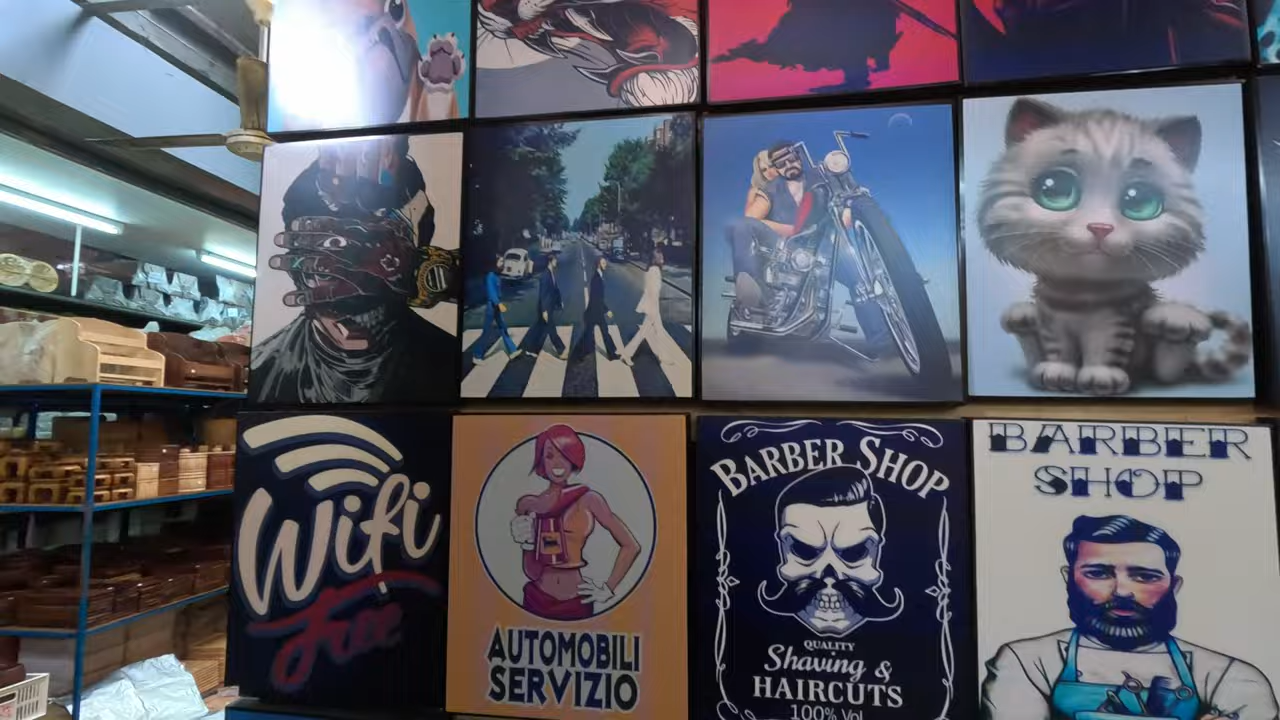 Wifi
Free
AUTOMOBILI
SERVIZIO
BARBER SHOP
QUALITY
Shaving &
HAIRCUTS
100% Vol
BARBER
SHOP